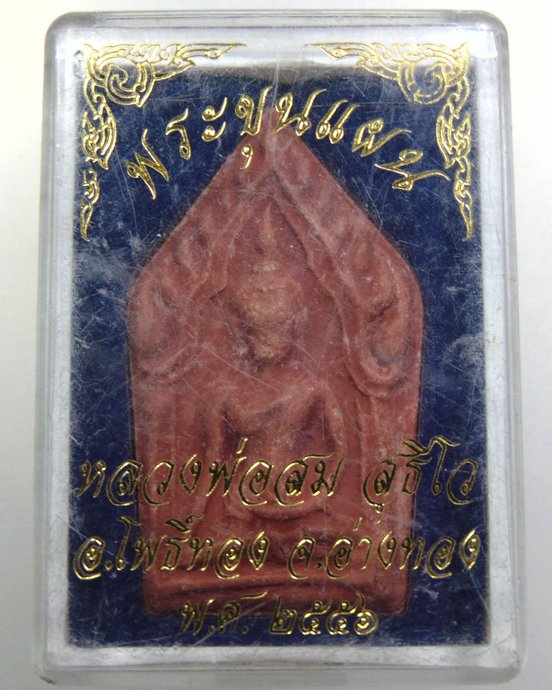 พระขุนแผน
หลวงพ่อสม สุธีโว
อ.โพธิ์ทอง จ.อ่างทอง
พ.ศ. ๒๕๕๖